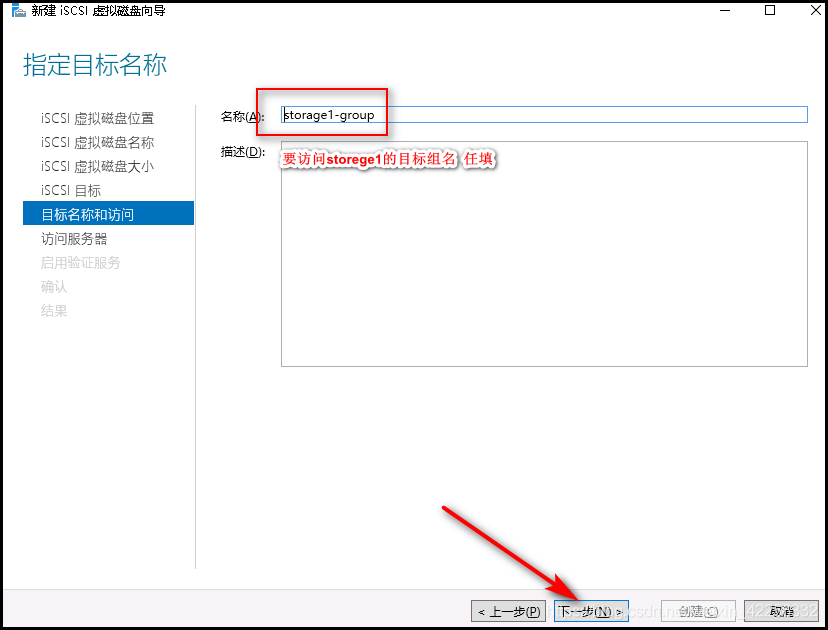 新建 iSCSI 虚拟磁盘向导
指定目标名称
iSCSI 虚拟磁盘位置
iSCSI 虚拟磁盘名称
iSCSI 虚拟磁盘大小
iSCSI 目标
目标名称和访问
访问服务器
启用验证服务
确认
结果
名称(A): storage1-group
描述(D): 要访问storege1的目标组名 任填
< 上一步(P) 下一步(N) > 创建(C) 取消